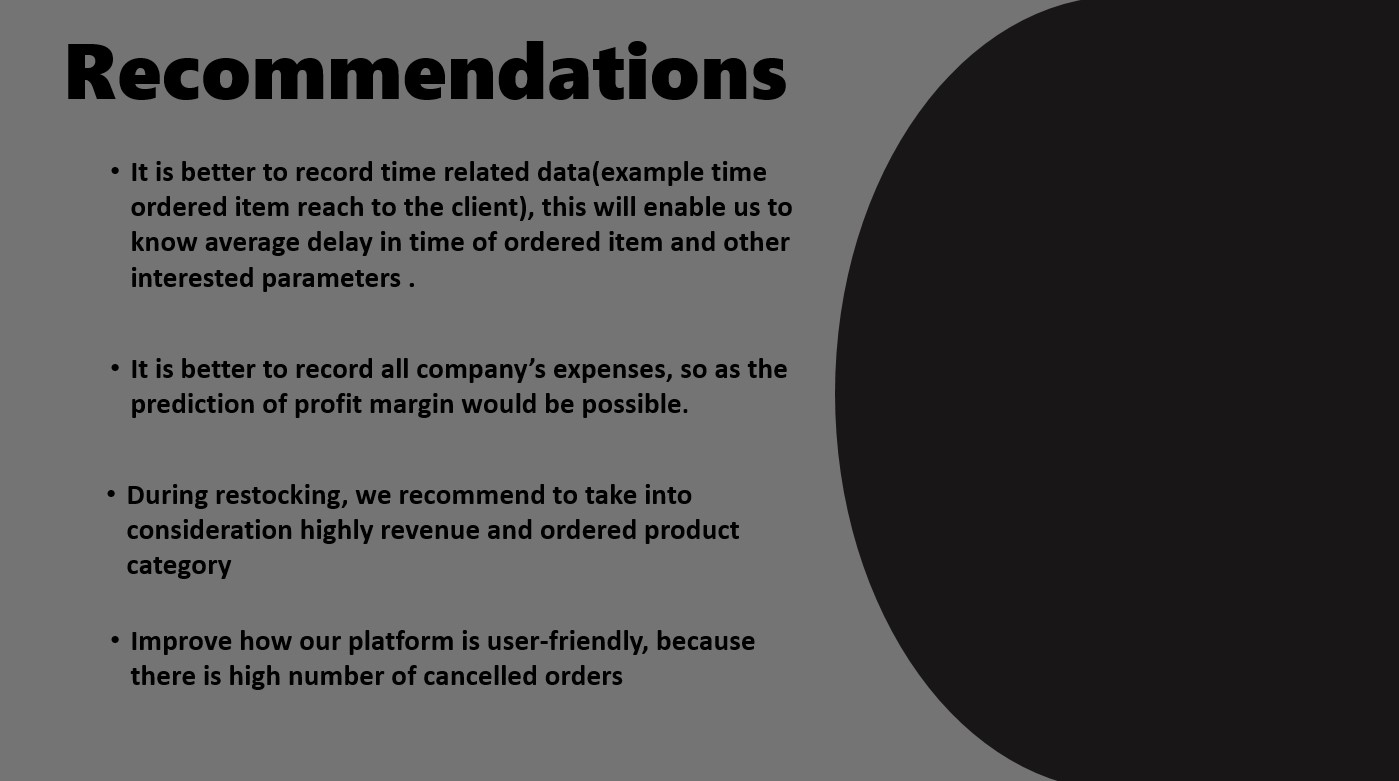 Recommendations
• It is better to record time related data(example time
ordered item reach to the client), this will enable us to
know average delay in time of ordered item and other
interested parameters .
• It is better to record all company’s expenses, so as the
prediction of profit margin would be possible.
• During restocking, we recommend to take into
consideration highly revenue and ordered product
category
• Improve how our platform is user-friendly, because
there is high number of cancelled orders